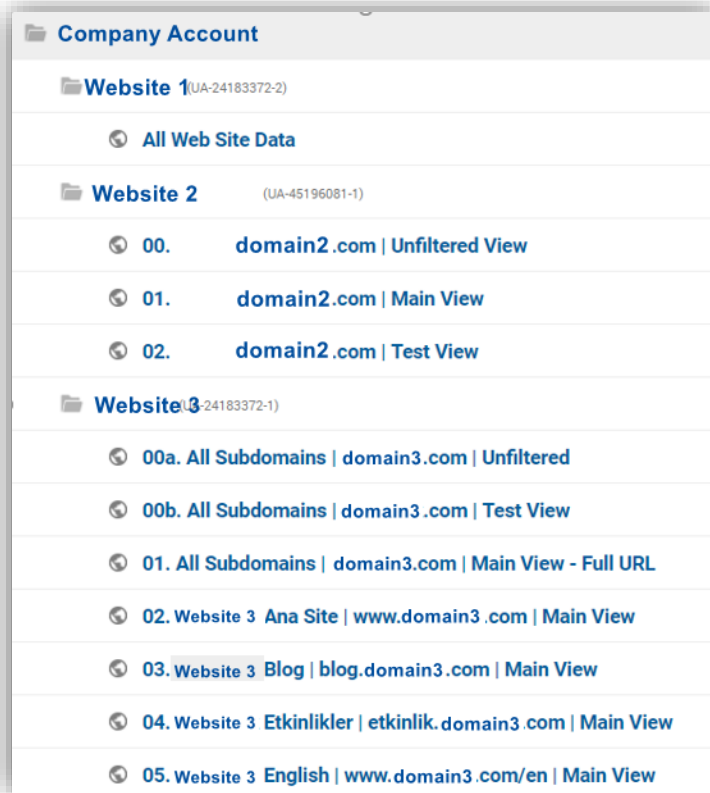 Company Account
Website 1 (UA-24183372-2)
All Web Site Data
Website 2 (UA-45196081-1)
00. domain2.com | Unfiltered View
01. domain2.com | Main View
02. domain2.com | Test View
Website 3 -24183372-1)
00a. All Subdomains | domain3.com | Unfiltered
00b. All Subdomains | domain3.com | Test View
01. All Subdomains | domain3.com | Main View - Full URL
02. Website 3 Ana Site | www.domain3.com | Main View
03. Website 3 Blog | blog.domain3.com | Main View
04. Website 3 Etkinlikler | etkinlik.domain3.com | Main View
05. Website 3 English | www.domain3.com/en | Main View